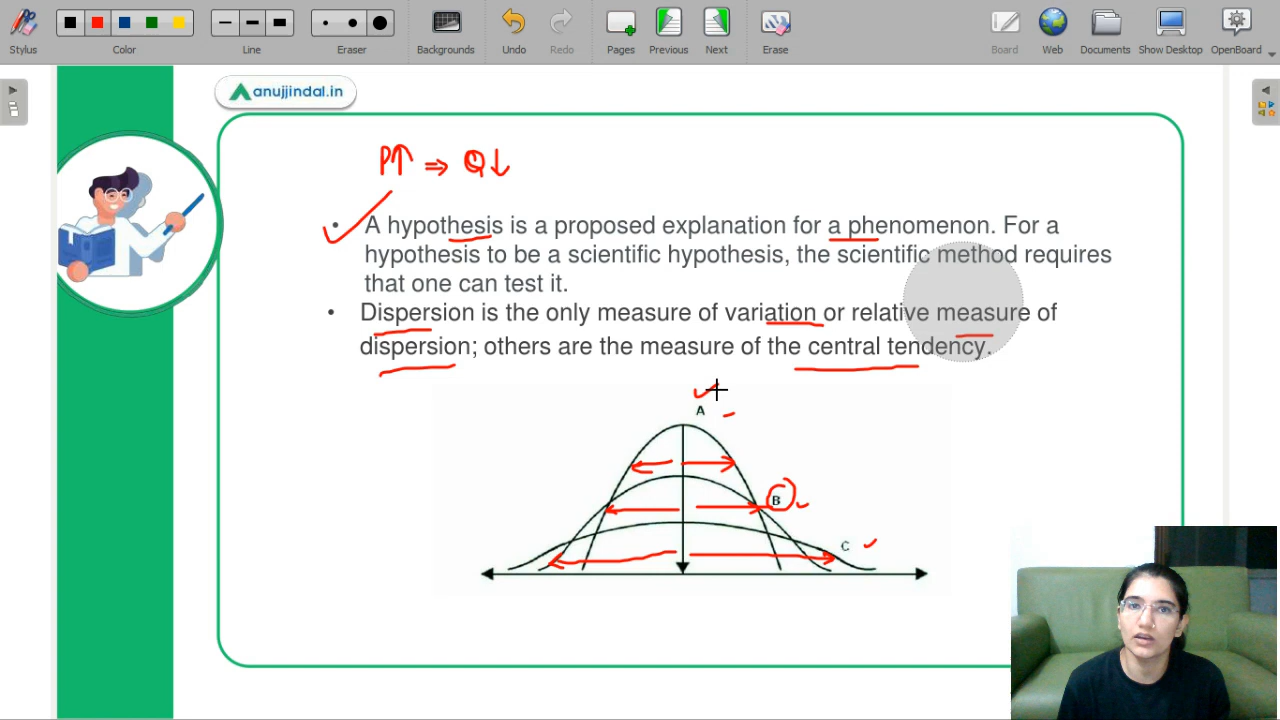 Stylus
Color
Line
Eraser
Backgrounds
Undo
Redo
Pages
Previous
Next
Erase
Board
Web
Documents
Show Desktop
OpenBoard
anujjindal.in
P↑ ⇒ Q↓
• A hypothesis is a proposed explanation for a phenomenon. For a
hypothesis to be a scientific hypothesis, the scientific method requires
that one can test it.
• Dispersion is the only measure of variation or relative measure of
dispersion; others are the measure of the central tendency.
A
B
C